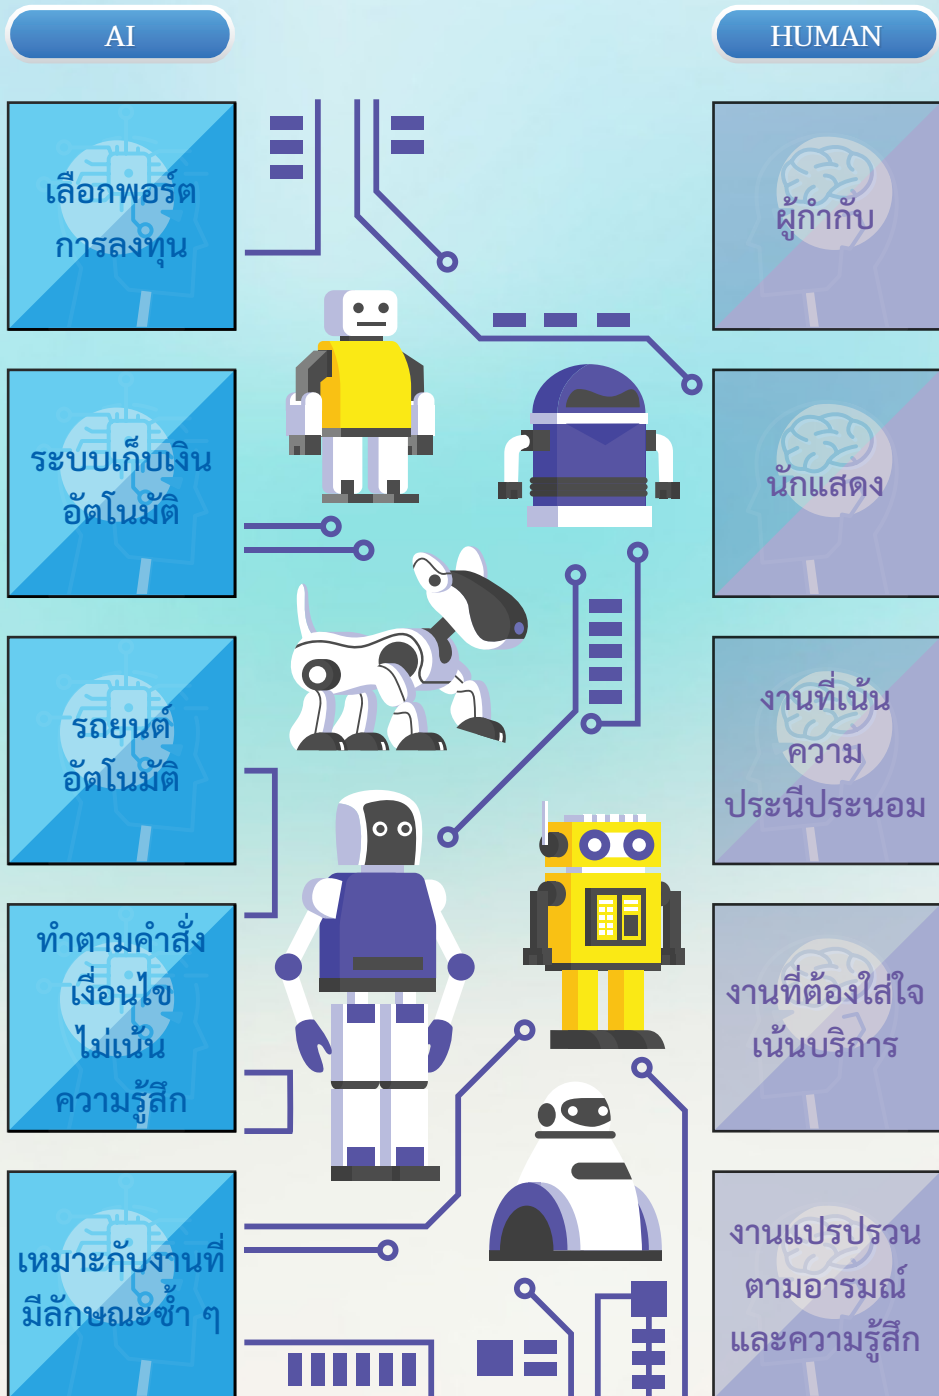 AI
HUMAN
เลือกพอร์ต
การลงทุน
ผู้กำกับ
ระบบเก็บเงิน
อัตโนมัติ
นักแสดง
รถยนต์
อัตโนมัติ
งานที่เน้น
ความ
ประนีประนอม
ทำตามคำสั่ง
เงื่อนไข
ไม่เน้น
ความรู้สึก
งานที่ต้องใส่ใจ
เน้นบริการ
เหมาะกับงานที่
มีลักษณะซ้ำ ๆ
งานแปรปรวน
ตามอารมณ์
และความรู้สึก